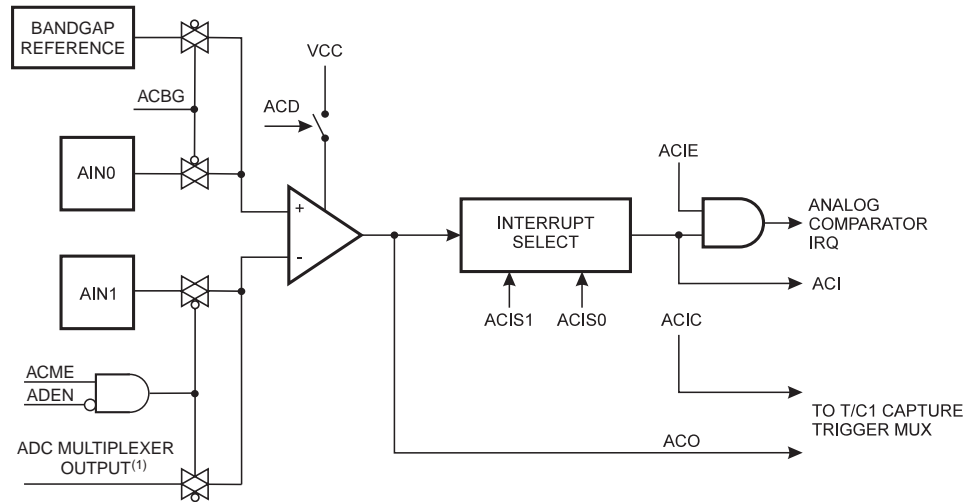 BANDGAP
REFERENCE
ACBG
AIN0
AIN1
ACME
ADEN
ADC MULTIPLEXER
OUTPUT(1)
VCC
ACD
+
-
INTERRUPT
SELECT
ACIS1 ACIS0
ACIE
ANALOG
COMPARATOR
IRQ
ACI
ACIC
TO T/C1 CAPTURE
TRIGGER MUX
ACO